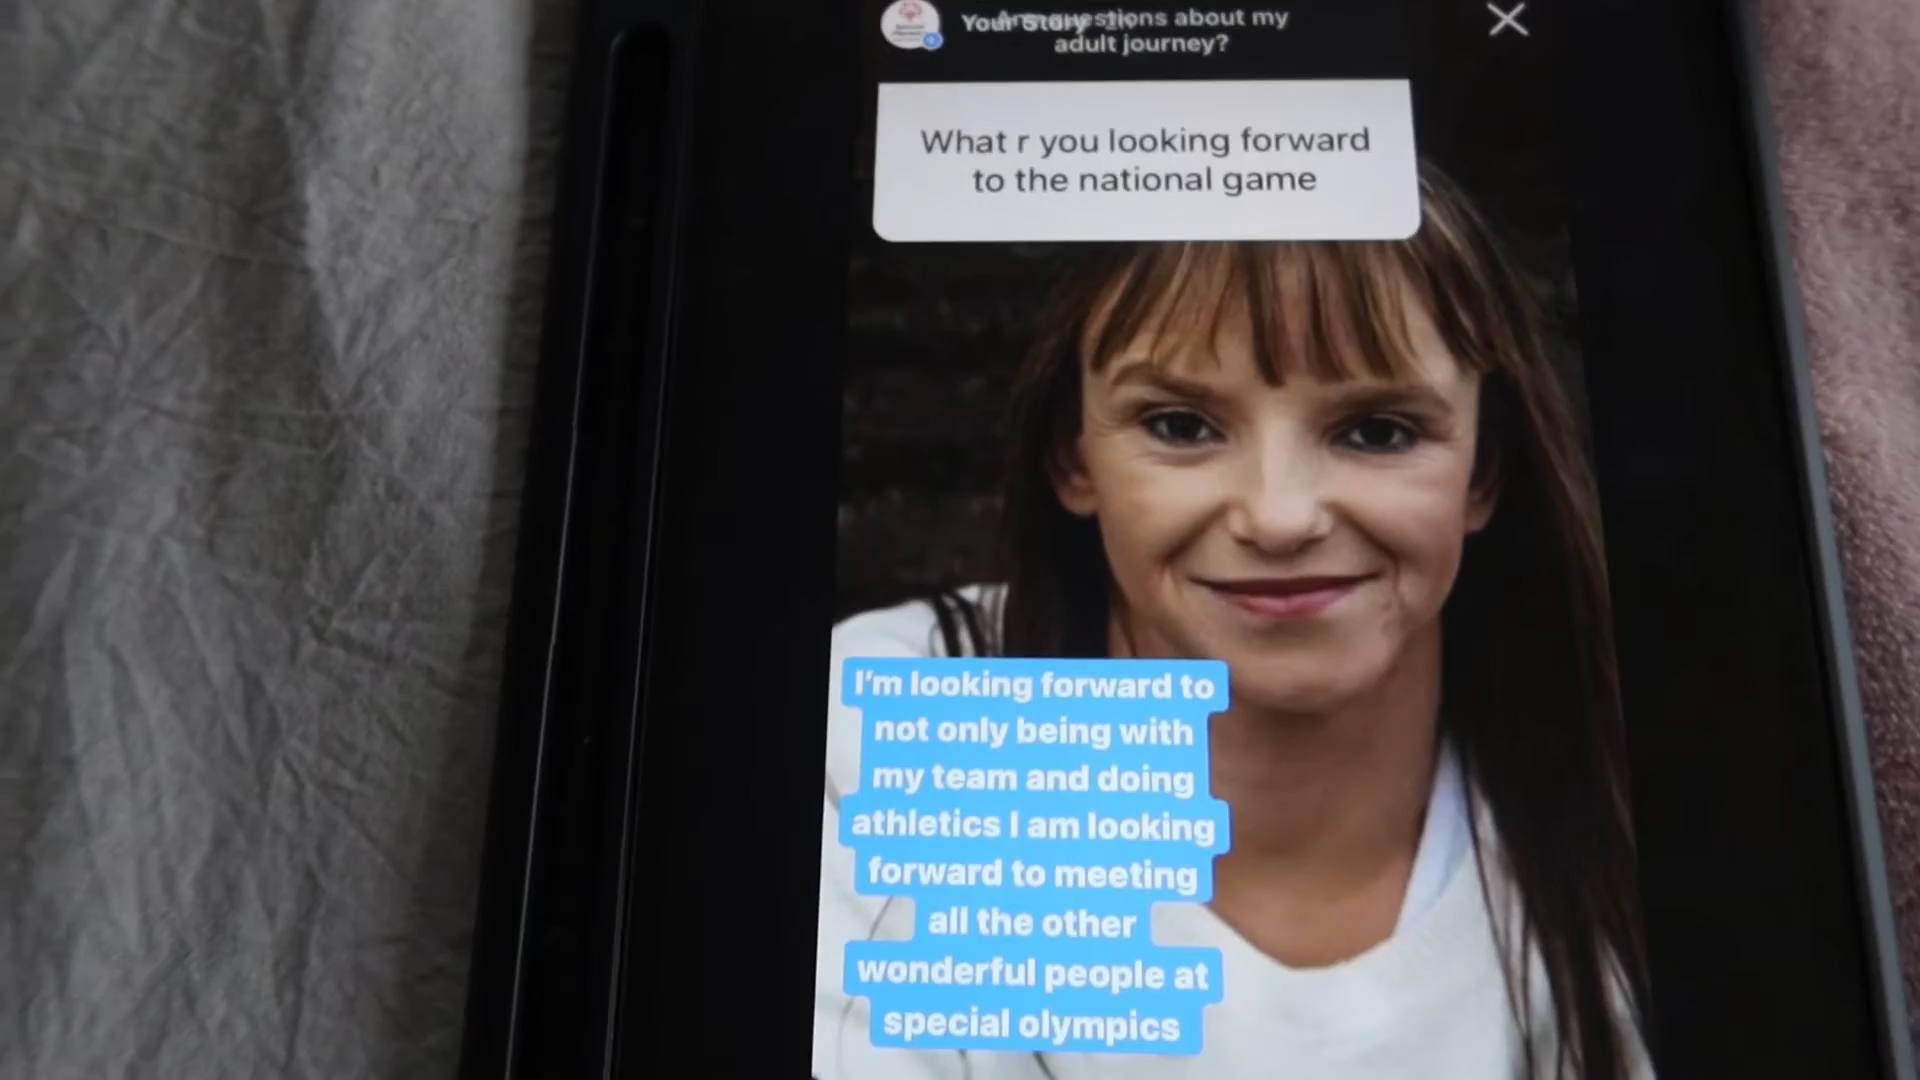 Your Story
Any questions about my
adult journey?
What r you looking forward
to the national game
I'm looking forward to
not only being with
my team and doing
athletics I am looking
forward to meeting
all the other
wonderful people at
special olympics